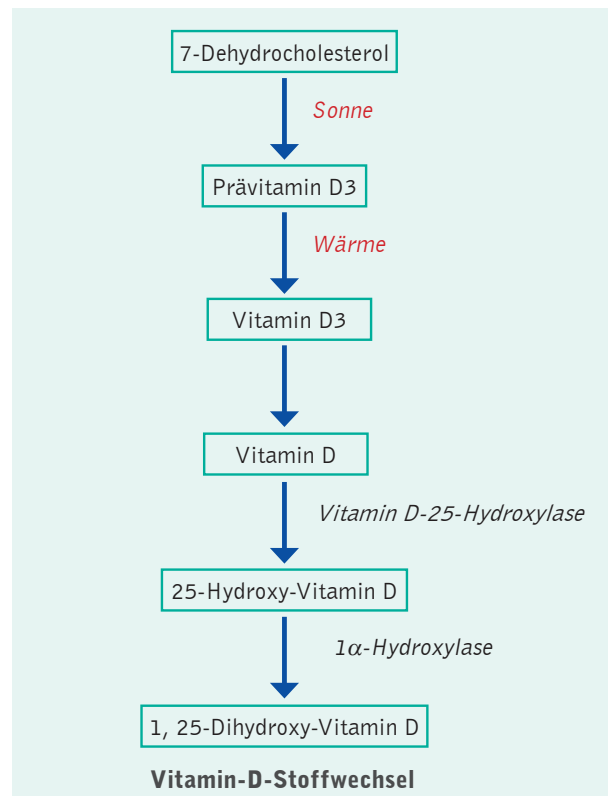 7-Dehydrocholesterol
Sonne
Prävitamin D3
Wärme
Vitamin D3
Vitamin D
Vitamin D-25-Hydroxylase
25-Hydroxy-Vitamin D
1α-Hydroxylase
1, 25-Dihydroxy-Vitamin D
Vitamin-D-Stoffwechsel